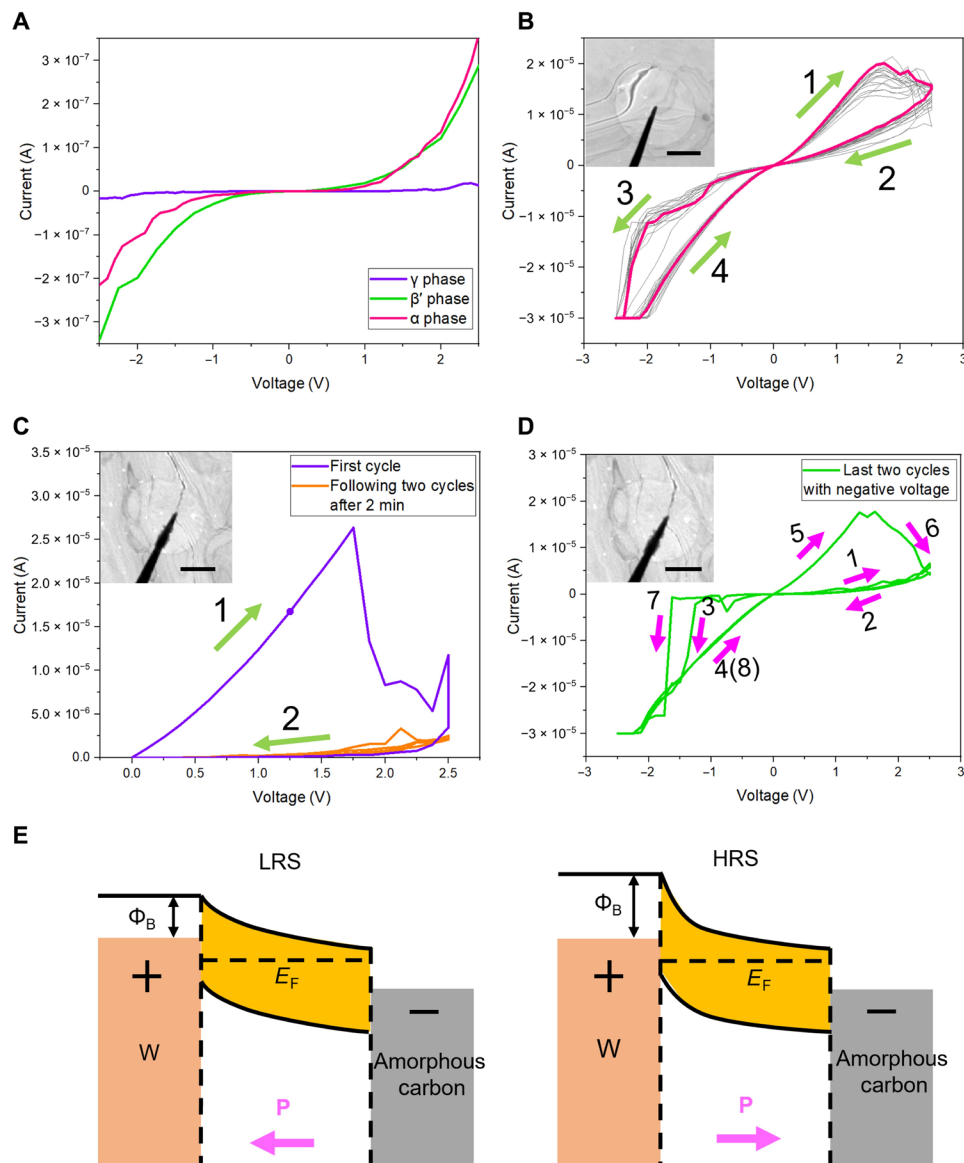 A
3 × 10⁻⁷
2 × 10⁻⁷
1 × 10⁻⁷
0
−1 × 10⁻⁷
−2 × 10⁻⁷
−3 × 10⁻⁷
Current (A)
γ phase
β′ phase
α phase
−2
−1
0
1
2
Voltage (V)
B
2 × 10⁻⁵
1 × 10⁻⁵
0
−1 × 10⁻⁵
−2 × 10⁻⁵
−3 × 10⁻⁵
Current (A)
1
2
3
4
−3
−2
−1
0
1
2
3
Voltage (V)
C
3.5 × 10⁻⁵
3.0 × 10⁻⁵
2.5 × 10⁻⁵
2.0 × 10⁻⁵
1.5 × 10⁻⁵
1.0 × 10⁻⁵
5.0 × 10⁻⁶
0.0
Current (A)
First cycle
Following two cycles
after 2 min
1
2
0.0
0.5
1.0
1.5
2.0
2.5
Voltage (V)
D
3 × 10⁻⁵
2 × 10⁻⁵
1 × 10⁻⁵
0
−1 × 10⁻⁵
−2 × 10⁻⁵
−3 × 10⁻⁵
Current (A)
Last two cycles
with negative voltage
5
6
1
2
7
3
4(8)
−3
−2
−1
0
1
2
3
Voltage (V)
E
LRS
Φ_B
+
E_F
−
W
Amorphous
carbon
P
HRS
Φ_B
+
E_F
−
W
Amorphous
carbon
P